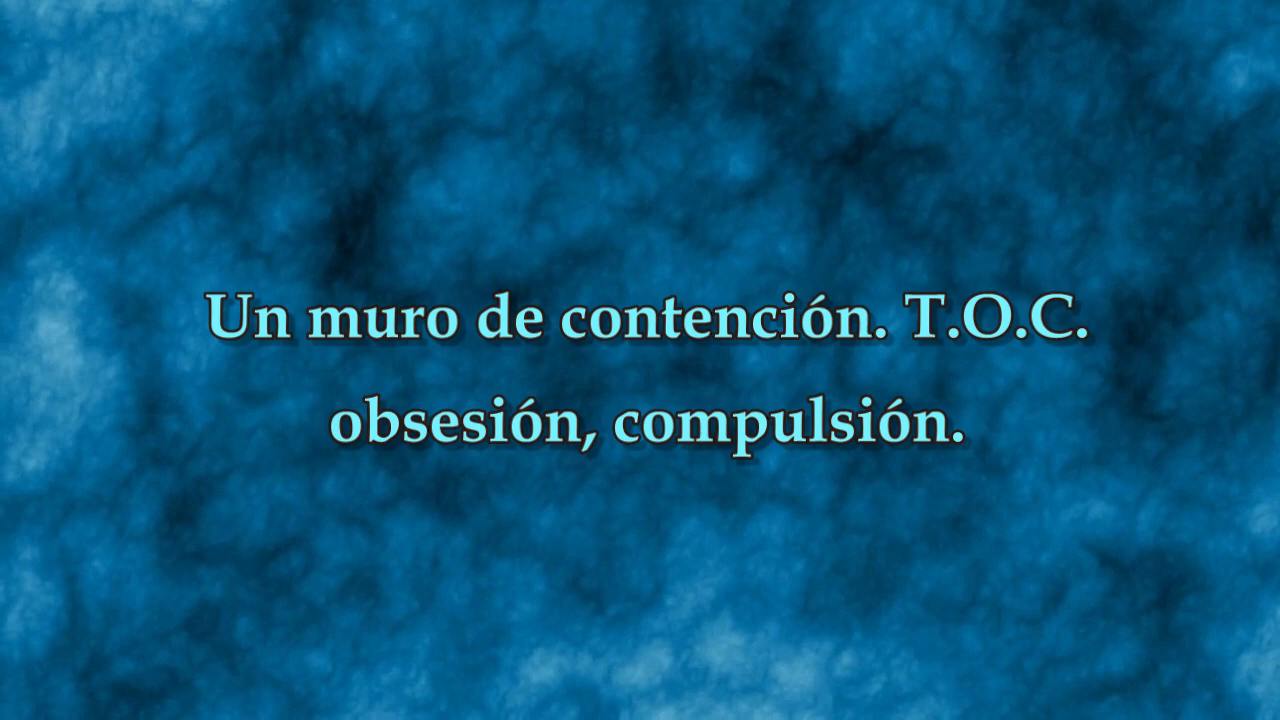 Un muro de contención. T.O.C.
obsesión, compulsión.